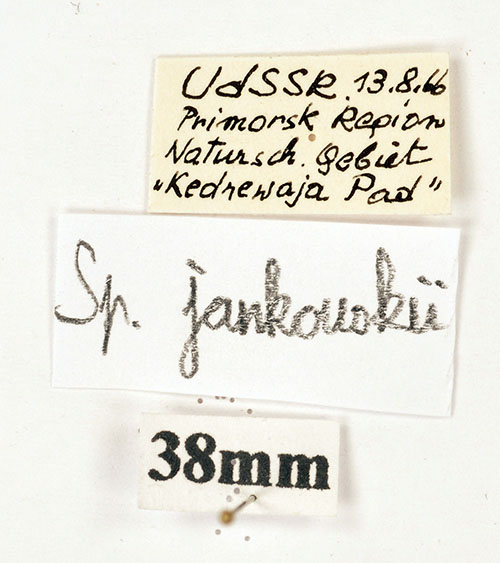 UdSSR. 13.8.66
Primorsk Region
Natursch. Gebiet
"Kedrewaja Pad"
Sp. jankowskii
38mm